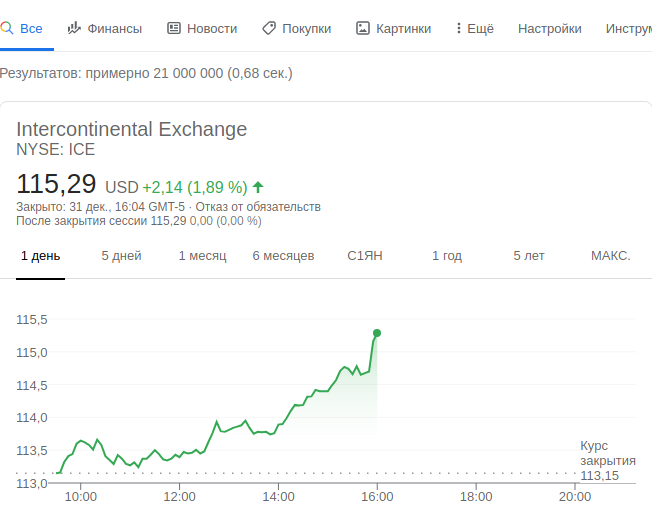 Все Финансы Новости Покупки Картинки Ещё Настройки Инструм
Результатов: примерно 21 000 000 (0,68 сек.)
Intercontinental Exchange
NYSE: ICE
115,29 USD +2,14 (1,89 %)
Закрыто: 31 дек., 16:04 GMT-5 · Отказ от обязательств
После закрытия сессии 115,29 0,00 (0,00 %)
1 день 5 дней 1 месяц 6 месяцев С1ЯН 1 год 5 лет МАКС.
115,5
115,0
114,5
114,0
113,5
113,0
Курс
закрытия
113,15
10:00 12:00 14:00 16:00 18:00 20:00